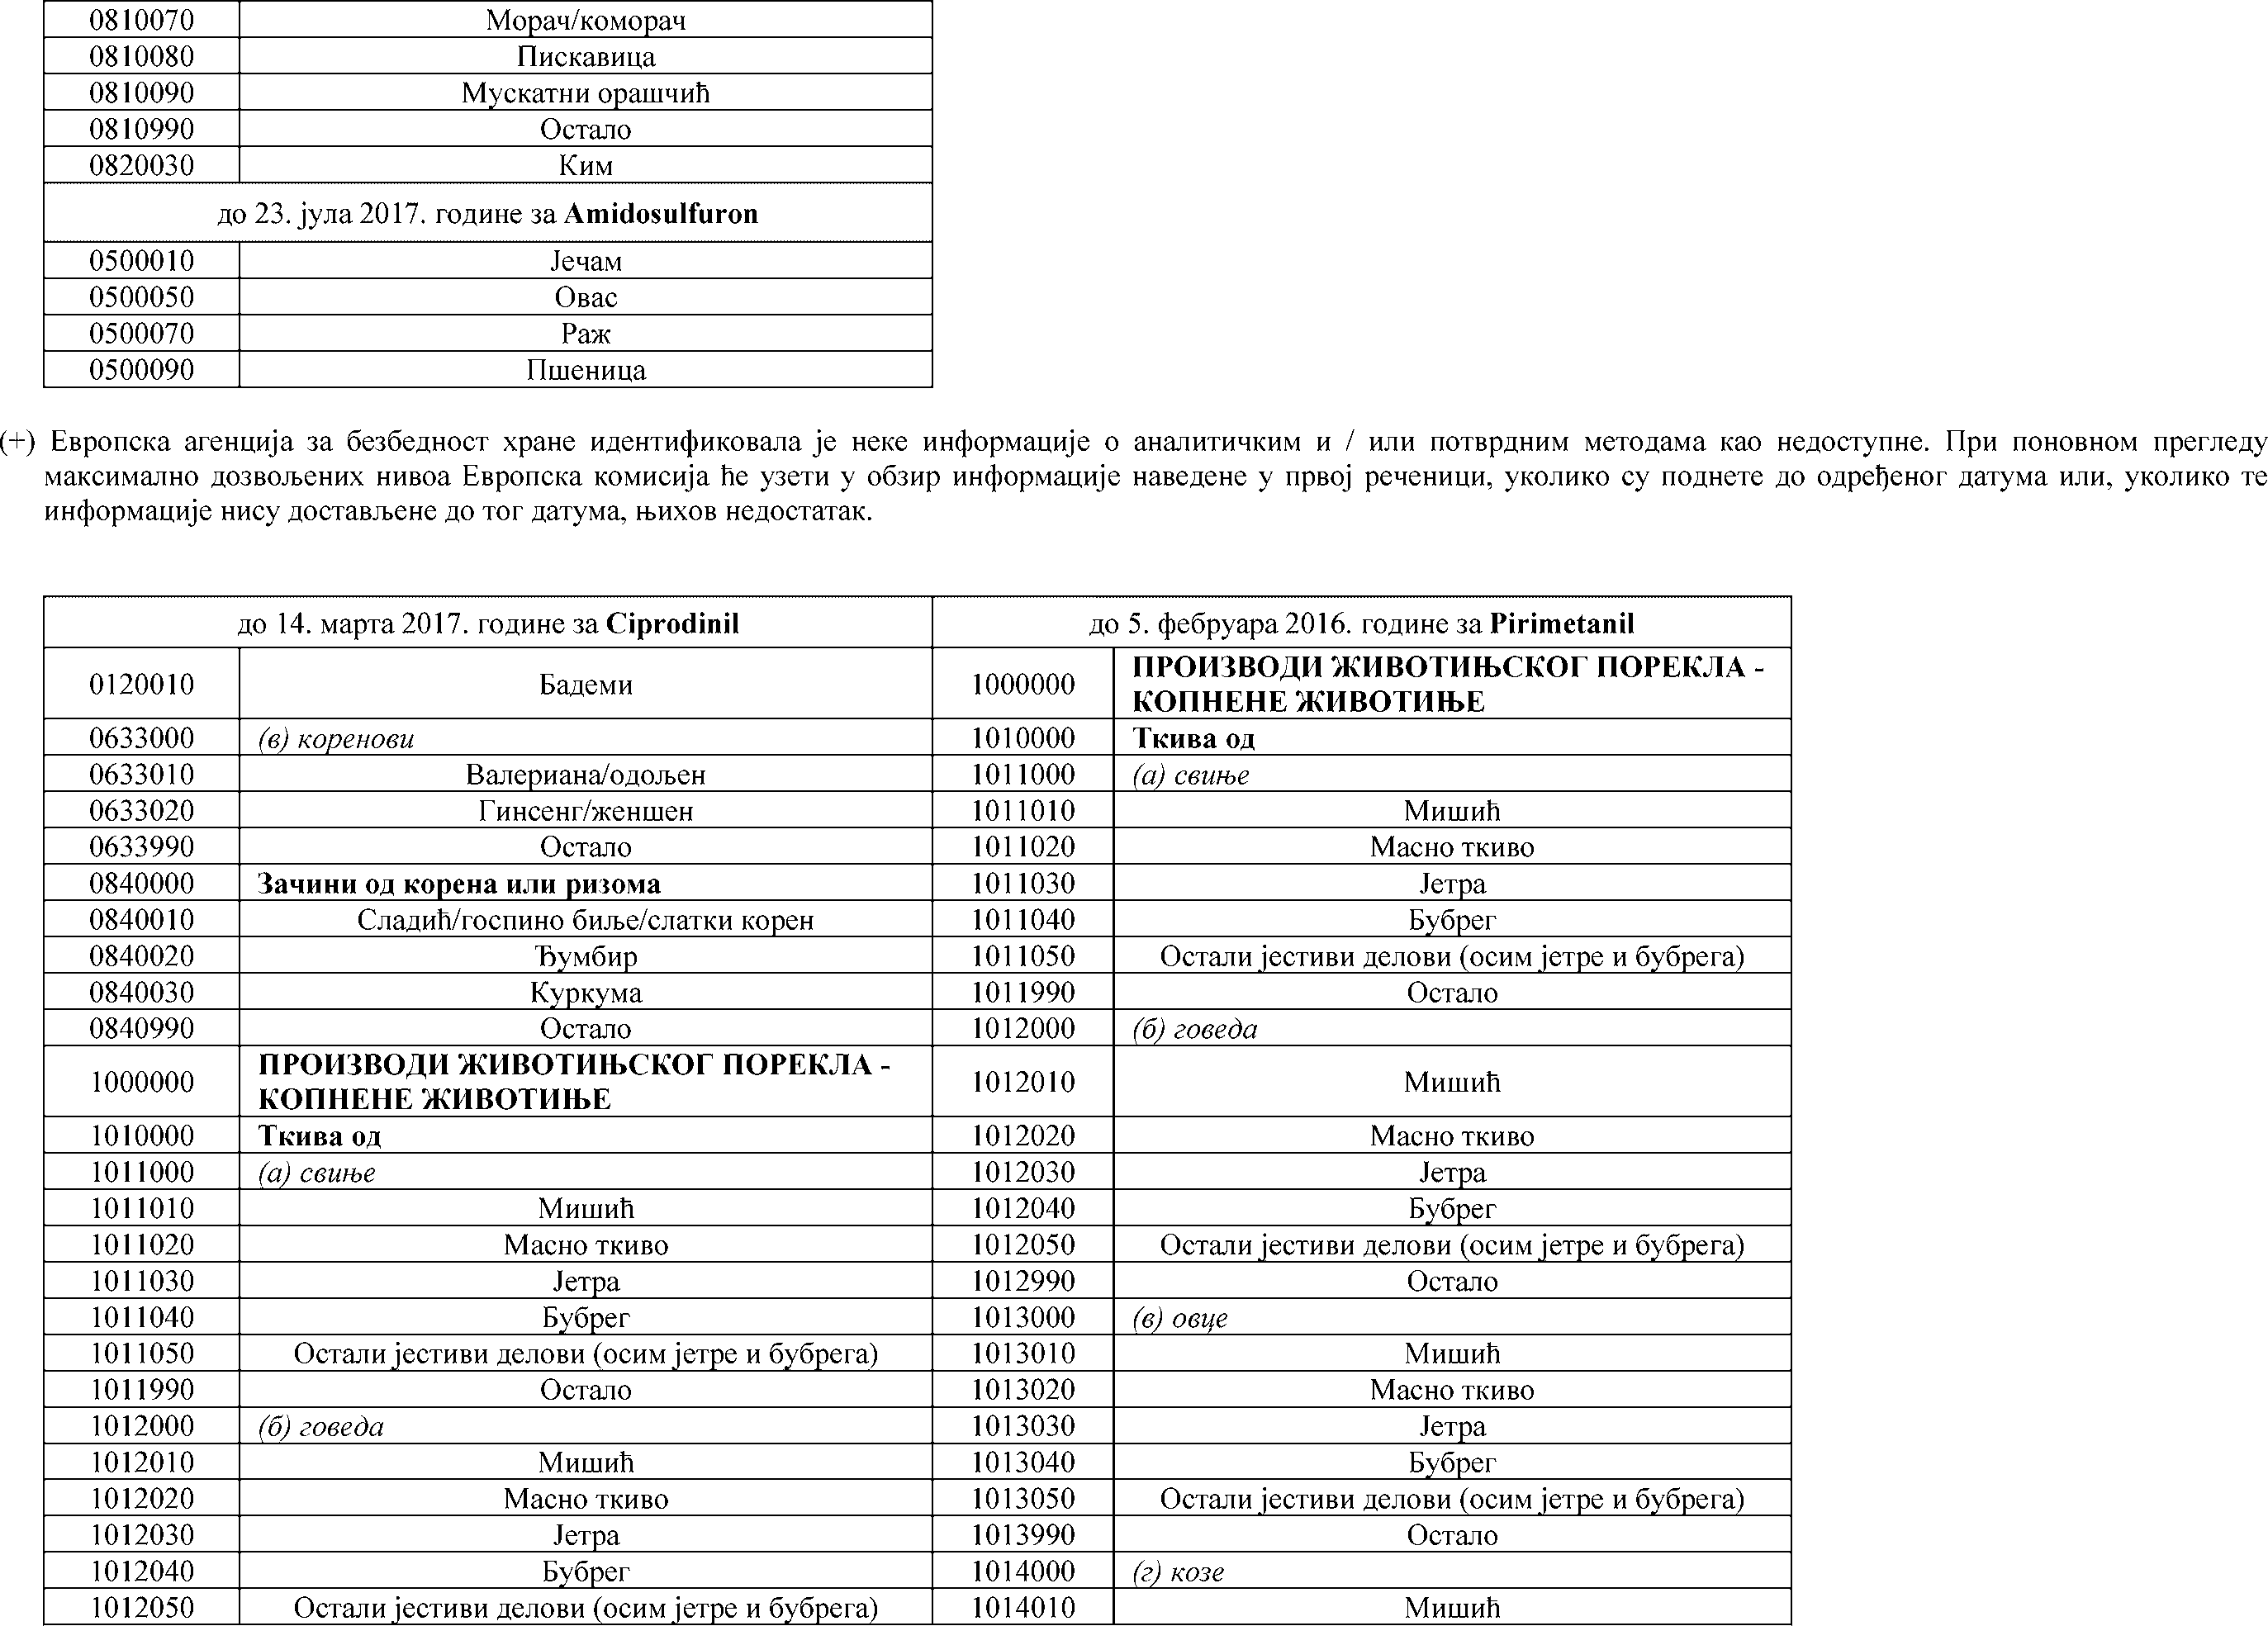 0810070 Морач/коморач
0810080 Пискавица
0810090 Мускатни орашчић
0810990 Остало
0820030 Ким
до 23. јула 2017. године за Amidosulfuron
0500010 Јечам
0500050 Овас
0500070 Раж
0500090 Пшеница
(+) Европска агенција за безбедност хране идентификовала је неке информације о аналитичким и / или потврдним методама као недоступне. При поновном прегледу
максимално дозвољених нивоа Европска комисија ће узети у обзир информације наведене у првој реченици, уколико су поднете до одређеног датума или, уколико те
информације нису достављене до тог датума, њихов недостатак.
до 14. марта 2017. године за Ciprodinil до 5. фебруара 2016. године за Pirimetanil
0120010 Бадеми 1000000 ПРОИЗВОДИ ЖИВОТИЊСКОГ ПОРЕКЛА -
КОПНЕНЕ ЖИВОТИЊЕ
0633000 (в) коренови 1010000 Ткива од
0633010 Валериана/одољен 1011000 (а) свиње
0633020 Гинсенг/женшен 1011010 Мишић
0633990 Остало 1011020 Масно ткиво
0840000 Зачини од корена или ризома 1011030 Јетра
0840010 Сладић/госпино биље/слатки корен 1011040 Бубрег
0840020 Ђумбир 1011050 Остали јестиви делови (осим јетре и бубрега)
0840030 Куркума 1011990 Остало
0840990 Остало 1012000 (б) говеда
1000000 ПРОИЗВОДИ ЖИВОТИЊСКОГ ПОРЕКЛА - 1012010 Мишић
КОПНЕНЕ ЖИВОТИЊЕ
1010000 Ткива од 1012020 Масно ткиво
1011000 (а) свиње 1012030 Јетра
1011010 Мишић 1012040 Бубрег
1011020 Масно ткиво 1012050 Остали јестиви делови (осим јетре и бубрега)
1011030 Јетра 1012990 Остало
1011040 Бубрег 1013000 (в) овце
1011050 Остали јестиви делови (осим јетре и бубрега) 1013010 Мишић
1011990 Остало 1013020 Масно ткиво
1012000 (б) говеда 1013030 Јетра
1012010 Мишић 1013040 Бубрег
1012020 Масно ткиво 1013050 Остали јестиви делови (осим јетре и бубрега)
1012030 Јетра 1013990 Остало
1012040 Бубрег 1014000 (г) козе
1012050 Остали јестиви делови (осим јетре и бубрега) 1014010 Мишић